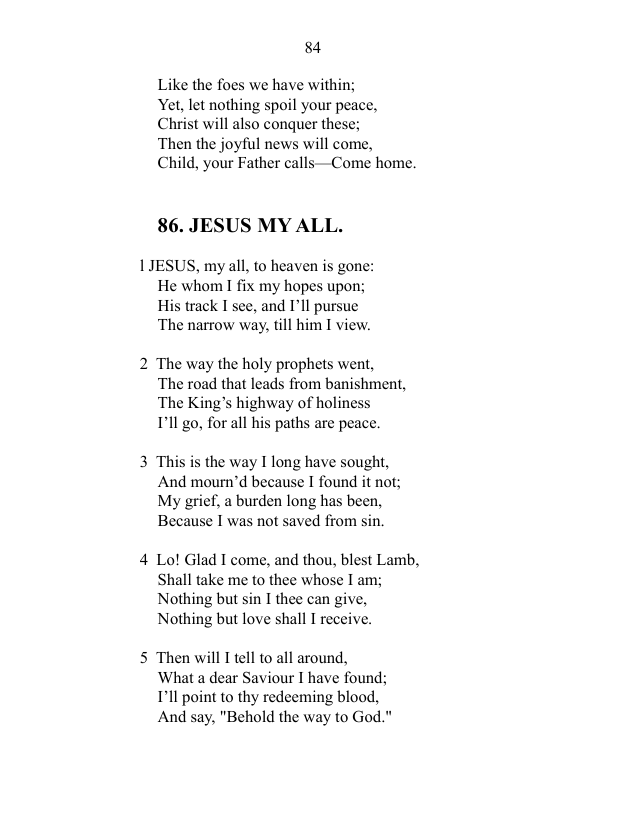 84
Like the foes we have within;
Yet, let nothing spoil your peace,
Christ will also conquer these;
Then the joyful news will come,
Child, your Father calls—Come home.
86. JESUS MY ALL.
l JESUS, my all, to heaven is gone:
He whom I fix my hopes upon;
His track I see, and I’ll pursue
The narrow way, till him I view.
2 The way the holy prophets went,
The road that leads from banishment,
The King’s highway of holiness
I’ll go, for all his paths are peace.
3 This is the way I long have sought,
And mourn’d because I found it not;
My grief, a burden long has been,
Because I was not saved from sin.
4 Lo! Glad I come, and thou, blest Lamb,
Shall take me to thee whose I am;
Nothing but sin I thee can give,
Nothing but love shall I receive.
5 Then will I tell to all around,
What a dear Saviour I have found;
I’ll point to thy redeeming blood,
And say, "Behold the way to God."